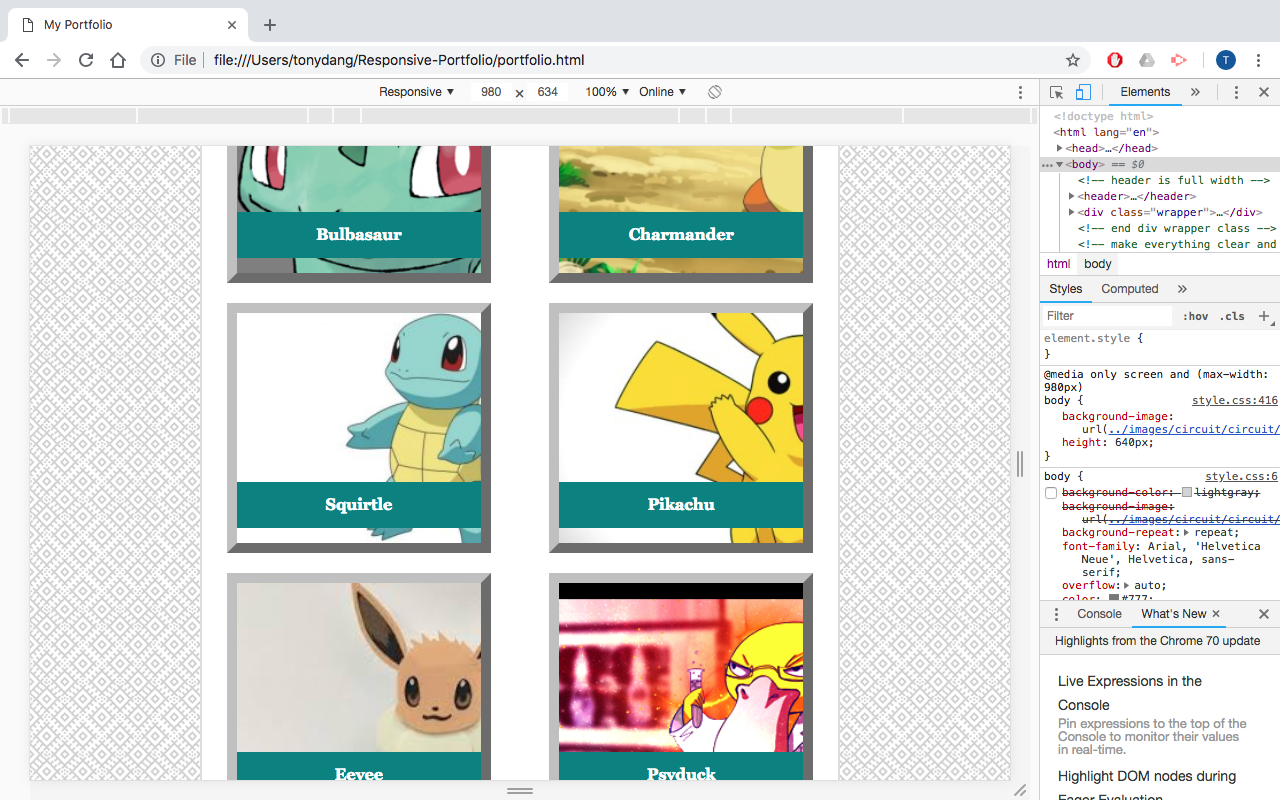 My Portfolio
File file:///Users/tonydang/Responsive-Portfolio/portfolio.html
T
Responsive 980 × 634 100% Online
Bulbasaur Charmander
Squirtle Pikachu
Eevee Psyduck
Elements »
<!doctype html>
<html lang="en">
<head>…</head>
<body> == $0
<!-- header is full width -->
<header>…</header>
<div class="wrapper">…</div>
<!-- end div wrapper class -->
<!-- make everything clear and
html body
Styles Computed »
Filter :hov .cls +
element.style {
}
@media only screen and (max-width:
980px)
body { style.css:416
background-image:
url(../images/circuit/circuit/
height: 640px;
}
body { style.css:6
background-color: lightgray;
background-image:
url(../images/circuit/circuit/
background-repeat: repeat;
font-family: Arial, 'Helvetica
Neue', Helvetica, sans-
serif;
overflow: auto;
color: #777;
Console What's New ×
Highlights from the Chrome 70 update
Live Expressions in the
Console
Pin expressions to the top of the
Console to monitor their values
in real-time.
Highlight DOM nodes during
Eager Evaluation